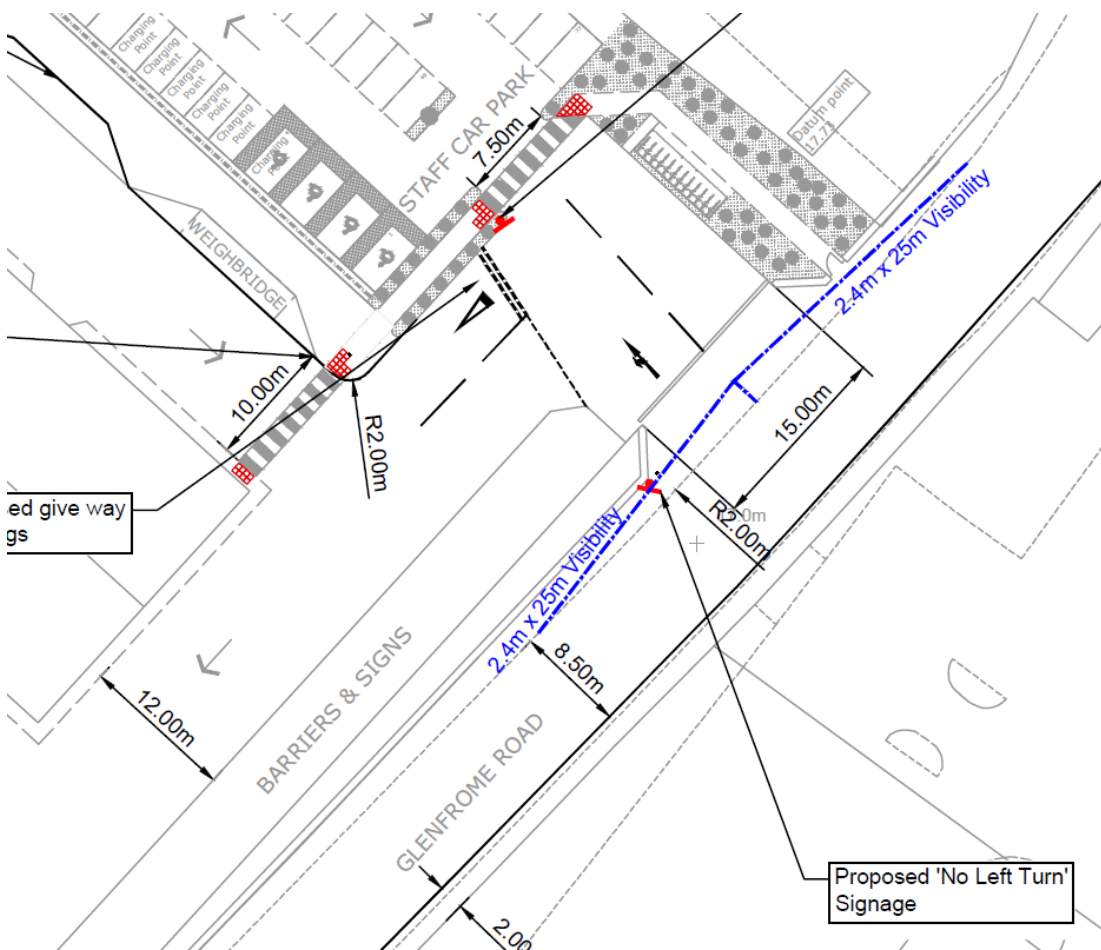 Charging
Point
Charging
Point
Charging
Point
Charging
Point
Charging
Point
Charging
STAFF CAR PARK
7.50m
Datum point
17.73
2.4m x 25m Visibility
WEIGHBRIDGE
10.00m
R2.00m
15.00m
ed give way
gs
R2.00m
2.4m x 25m Visibility
8.50m
12.00m
BARRIERS & SIGNS
GLENFROME ROAD
Proposed 'No Left Turn'
Signage
2.00